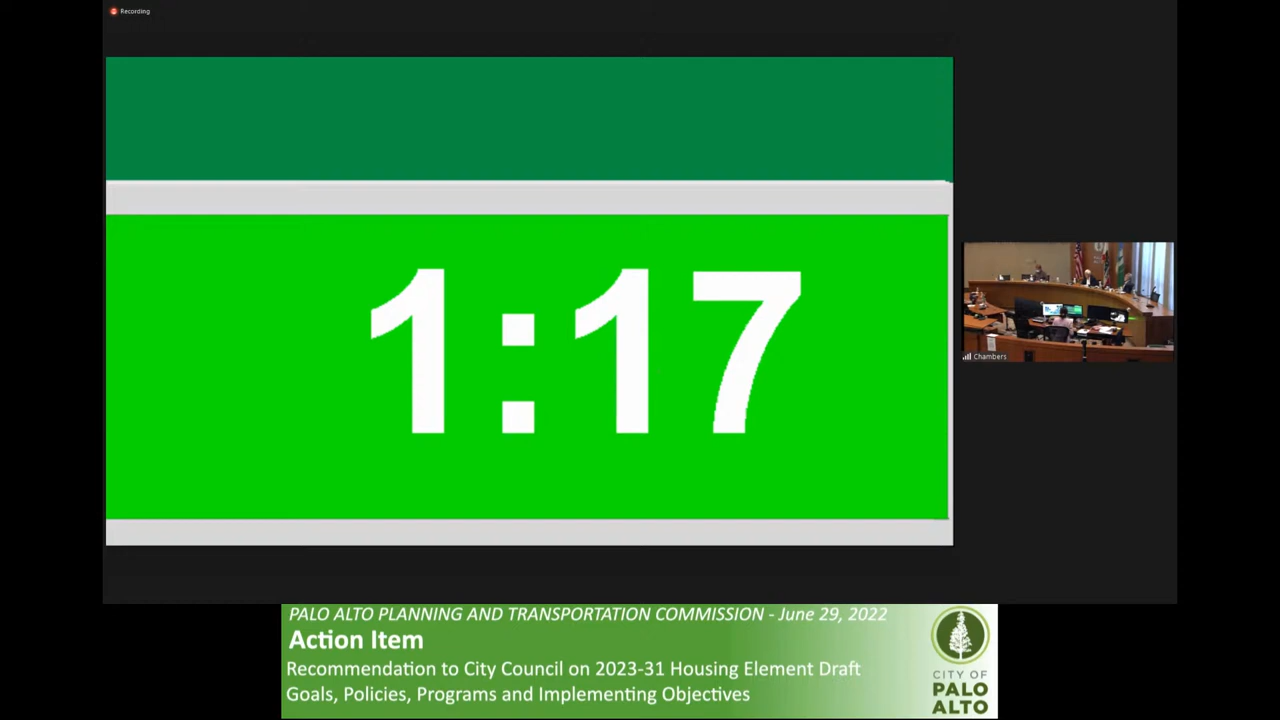 Recording
1:17
Chambers
PALO ALTO PLANNING AND TRANSPORTATION COMMISSION - June 29, 2022
Action Item
Recommendation to City Council on 2023-31 Housing Element Draft
Goals, Policies, Programs and Implementing Objectives
CITY OF
PALO
ALTO